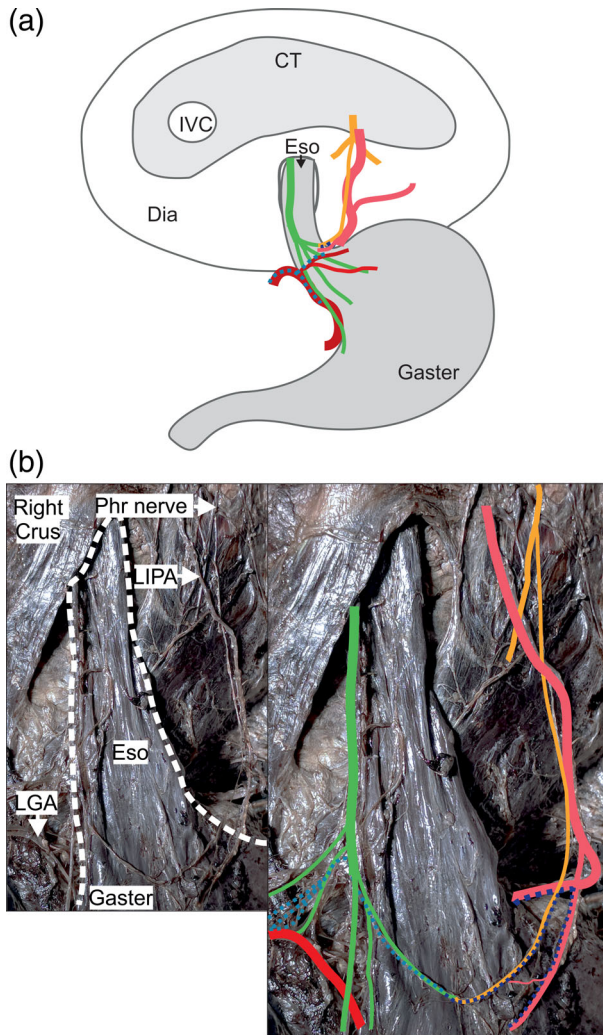 (a)
CT
IVC
Eso
Dia
Gaster
(b)
Right
Crus
Phr nerve
LIPA
Eso
LGA
Gaster